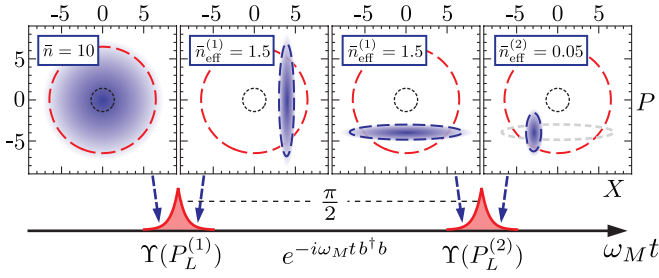 -5 0 5 -5 0 5 -5 0 5 -5 0 5
5
0
-5
n̄ = 10
n̄_eff^(1) = 1.5
n̄_eff^(1) = 1.5
n̄_eff^(2) = 0.05
P
X
π/2
Υ(P_L^(1)) e^{-iω_M t b†b} Υ(P_L^(2)) ω_M t